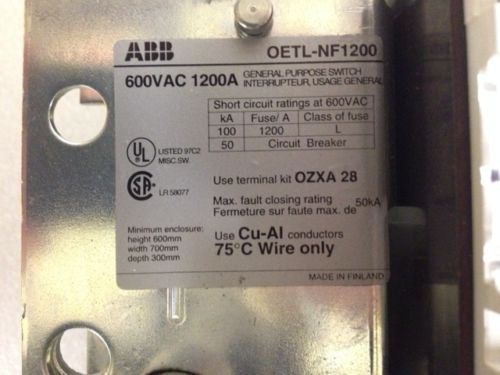 ABB OETL-NF1200
600VAC 1200A GENERAL PURPOSE SWITCH
INTERRUPTEUR, USAGE GENERAL
Short circuit ratings at 600VAC
kA Fuse/ A Class of fuse
100 1200 L
50 Circuit Breaker
UL LISTED 97C2
MISC.SW.
SA LR 58077
Use terminal kit OZXA 28
Max. fault closing rating
Fermeture sur faute max. de 50kA
Minimum enclosure:
height 600mm
width 700mm
depth 300mm
Use Cu-Al conductors
75°C Wire only
MADE IN FINLAND